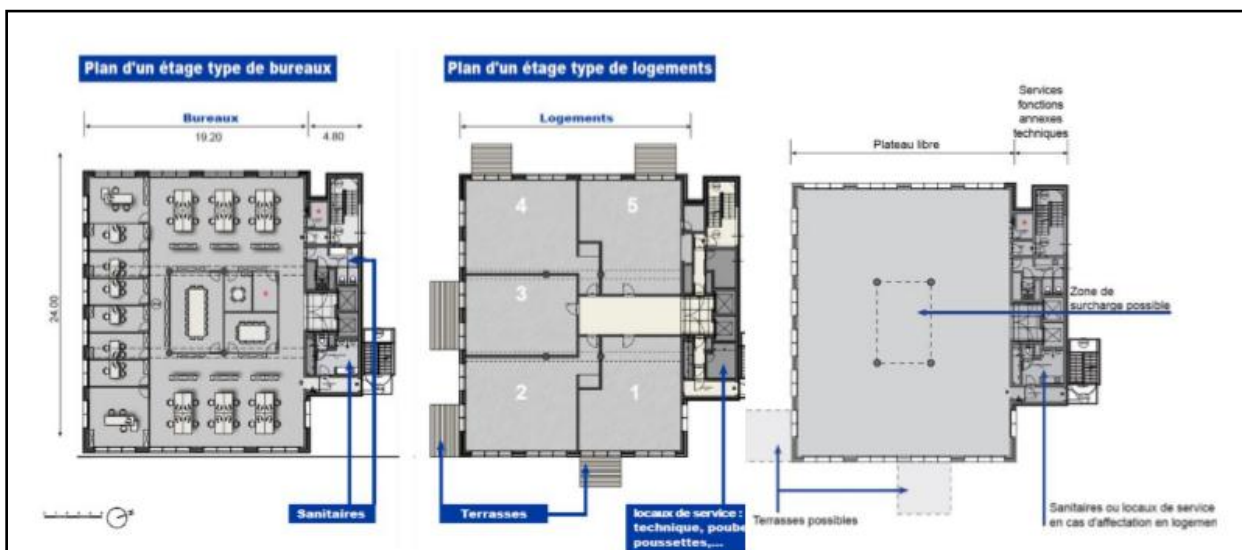 Plan d'un étage type de bureaux
Bureaux
19.20
4.80
24.00
Sanitaires
Plan d'un étage type de logements
Logements
4
5
3
2
1
Terrasses
locaux de service :
technique, poube
poussettes,...
Services
fonctions
annexes
techniques
Plateau libre
Zone de
surcharge possible
Terrasses possibles
Sanitaires ou locaux de service
en cas d'affectation en logemen